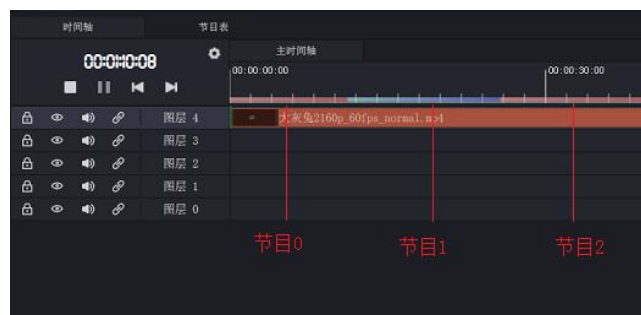 时间轴 节目表
00:01:10:08 主时间轴
00:00:00:00 00:00:30:00
图层 4 大灰兔2160p_60fps_normal.mp4
图层 3
图层 2
图层 1
图层 0
节目0 节目1 节目2